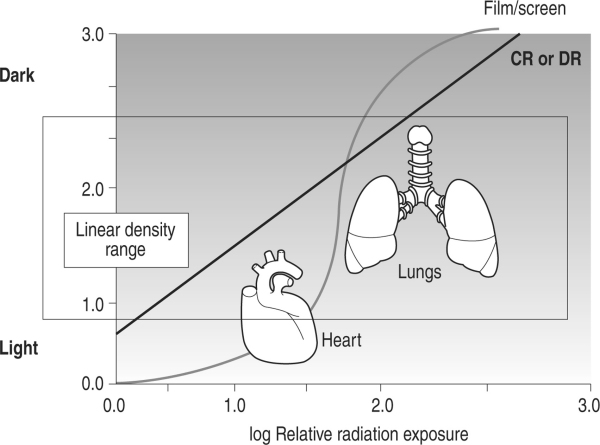 Film/screen
3.0
Dark
CR or DR
2.0
Linear density
range
Lungs
1.0
Light
Heart
0.0
0.0 1.0 2.0 3.0
log Relative radiation exposure